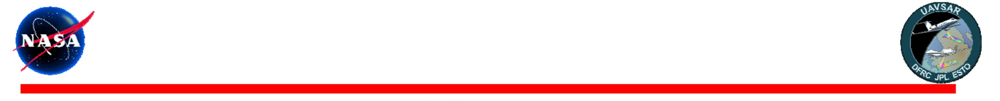 NASA
UAVSAR
DFRC JPL ESTO